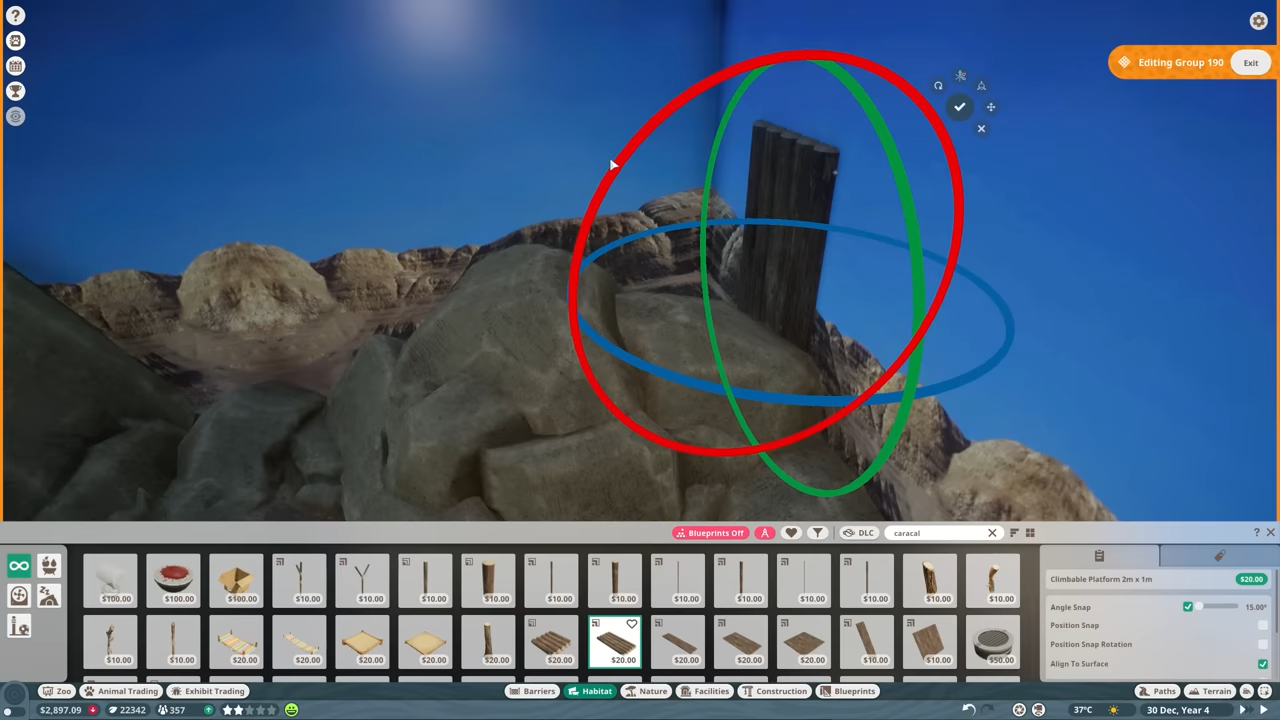 Editing Group 190
Exit
Blueprints Off
DLC
caracal
$100.00
$100.00
$100.00
$10.00
$10.00
$10.00
$10.00
$10.00
$10.00
$10.00
$10.00
$10.00
$10.00
$10.00
$10.00
$10.00
$10.00
$20.00
$20.00
$20.00
$20.00
$10.00
$20.00
$20.00
$20.00
$20.00
$20.00
$10.00
$10.00
$50.00
Climbable Platform 2m x 1m
$20.00
Angle Snap
15.00°
Position Snap
Position Snap Rotation
Align To Surface
Zoo
Animal Trading
Exhibit Trading
Barriers
Habitat
Nature
Facilities
Construction
Blueprints
Paths
Terrain
$2,897.09
22342
357
37°C
30 Dec, Year 4